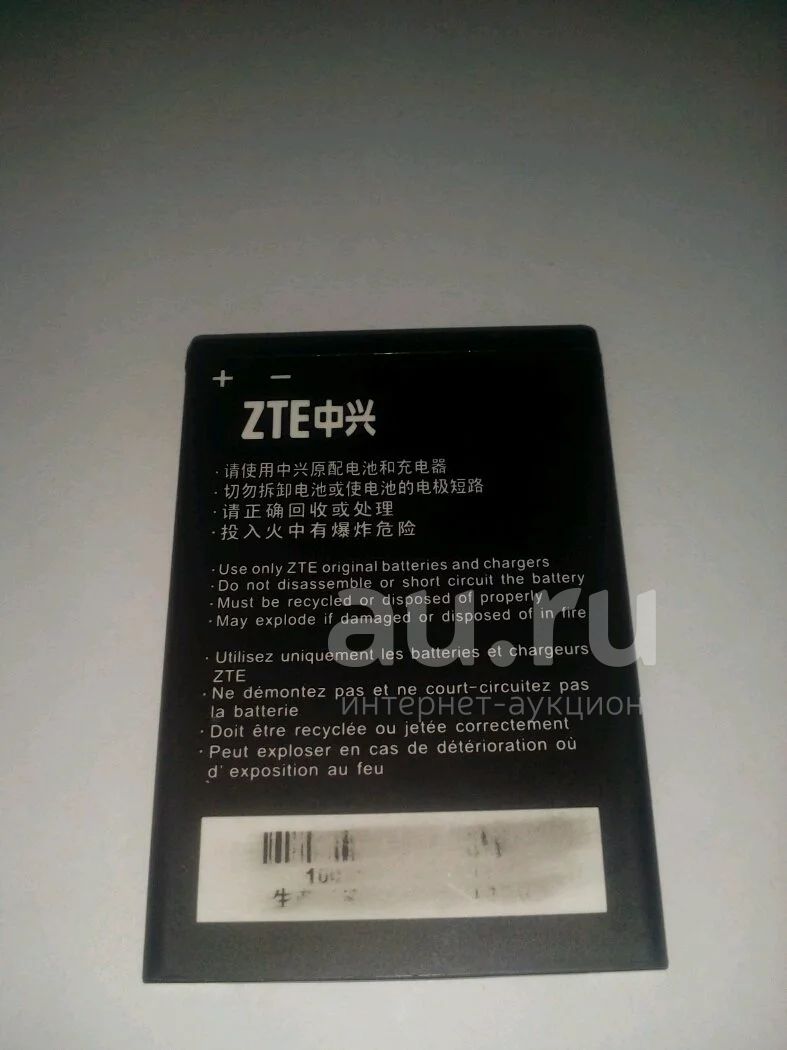 + −
ZTE中兴
·请使用中兴原配电池和充电器
·切勿拆卸电池或使电池的电极短路
·请正确回收或处理
·投入火中有爆炸危险
·Use only ZTE original batteries and chargers
·Do not disassemble or short circuit the battery
·Must be recycled or disposed of properly
·May explode if damaged or disposed of in fire
·Utilisez uniquement les batteries et chargeurs
ZTE
·Ne démontez pas et ne court-circuitez pas
la batterie
·Doit être recyclée ou jetée correctement
·Peut exploser en cas de détérioration où
d' exposition au feu
au.ru
интернет-аукцион
生